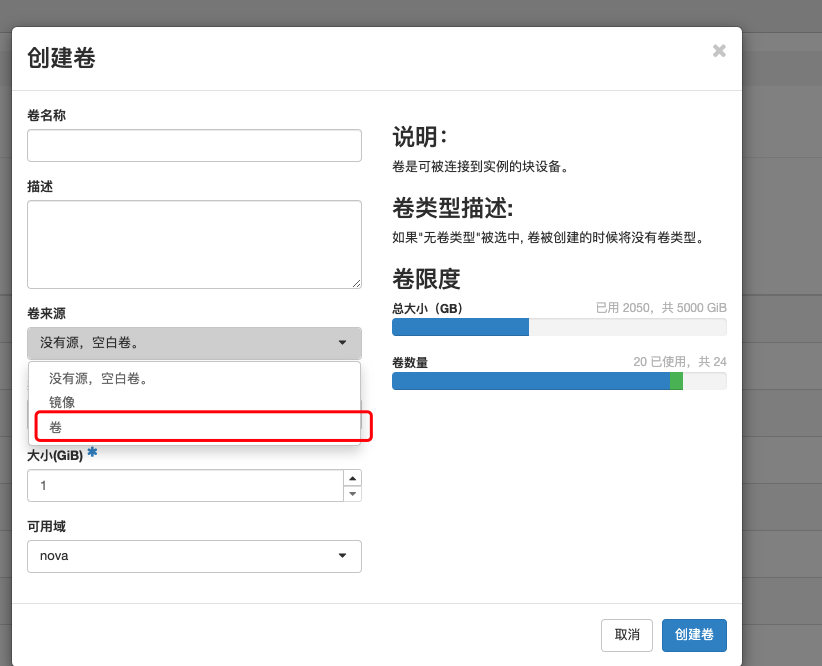 创建卷
×
卷名称
描述
卷来源
没有源，空白卷。
没有源，空白卷。
镜像
卷
大小(GiB) *
1
可用域
nova
说明：
卷是可被连接到实例的块设备。
卷类型描述:
如果"无卷类型"被选中, 卷被创建的时候将没有卷类型。
卷限度
总大小（GB） 已用 2050，共 5000 GiB
卷数量 20 已使用，共 24
取消 创建卷